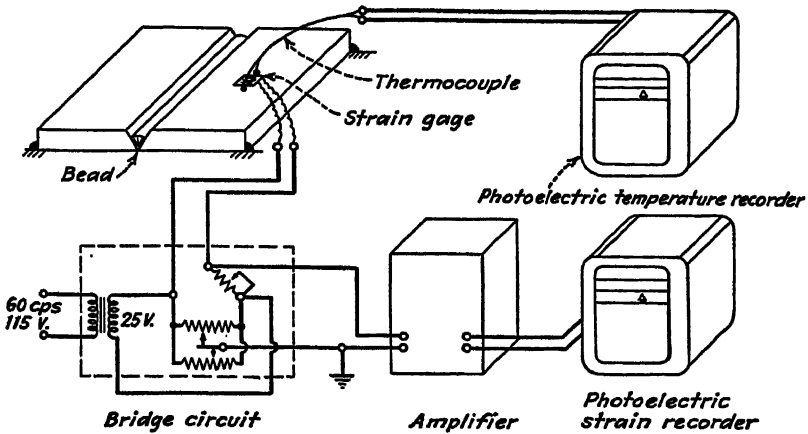 Thermocouple
Strain gage
Bead
Photoelectric temperature recorder
60 cps
115 V.
25 V.
Bridge circuit
Amplifier
Photoelectric
strain recorder